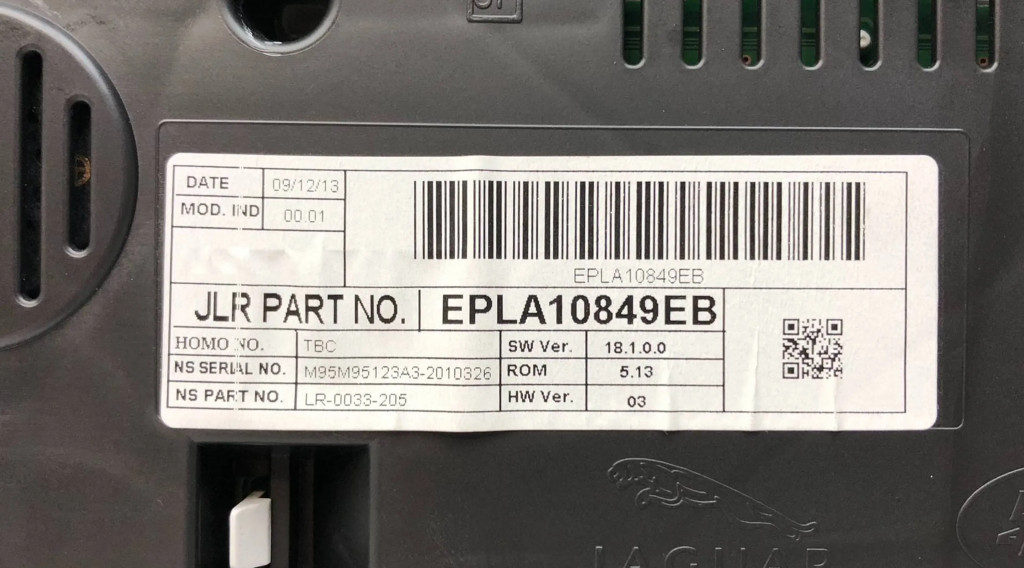 DATE 09/12/13
MOD. IND 00.01
EPLA10849EB
JLR PART NO. EPLA10849EB
HOMO NO. TBC
NS SERIAL NO. M95M95123A3-2010326
NS PART NO. LR-0033-205
SW Ver. 18.1.0.0
ROM 5.13
HW Ver. 03
JAGUAR